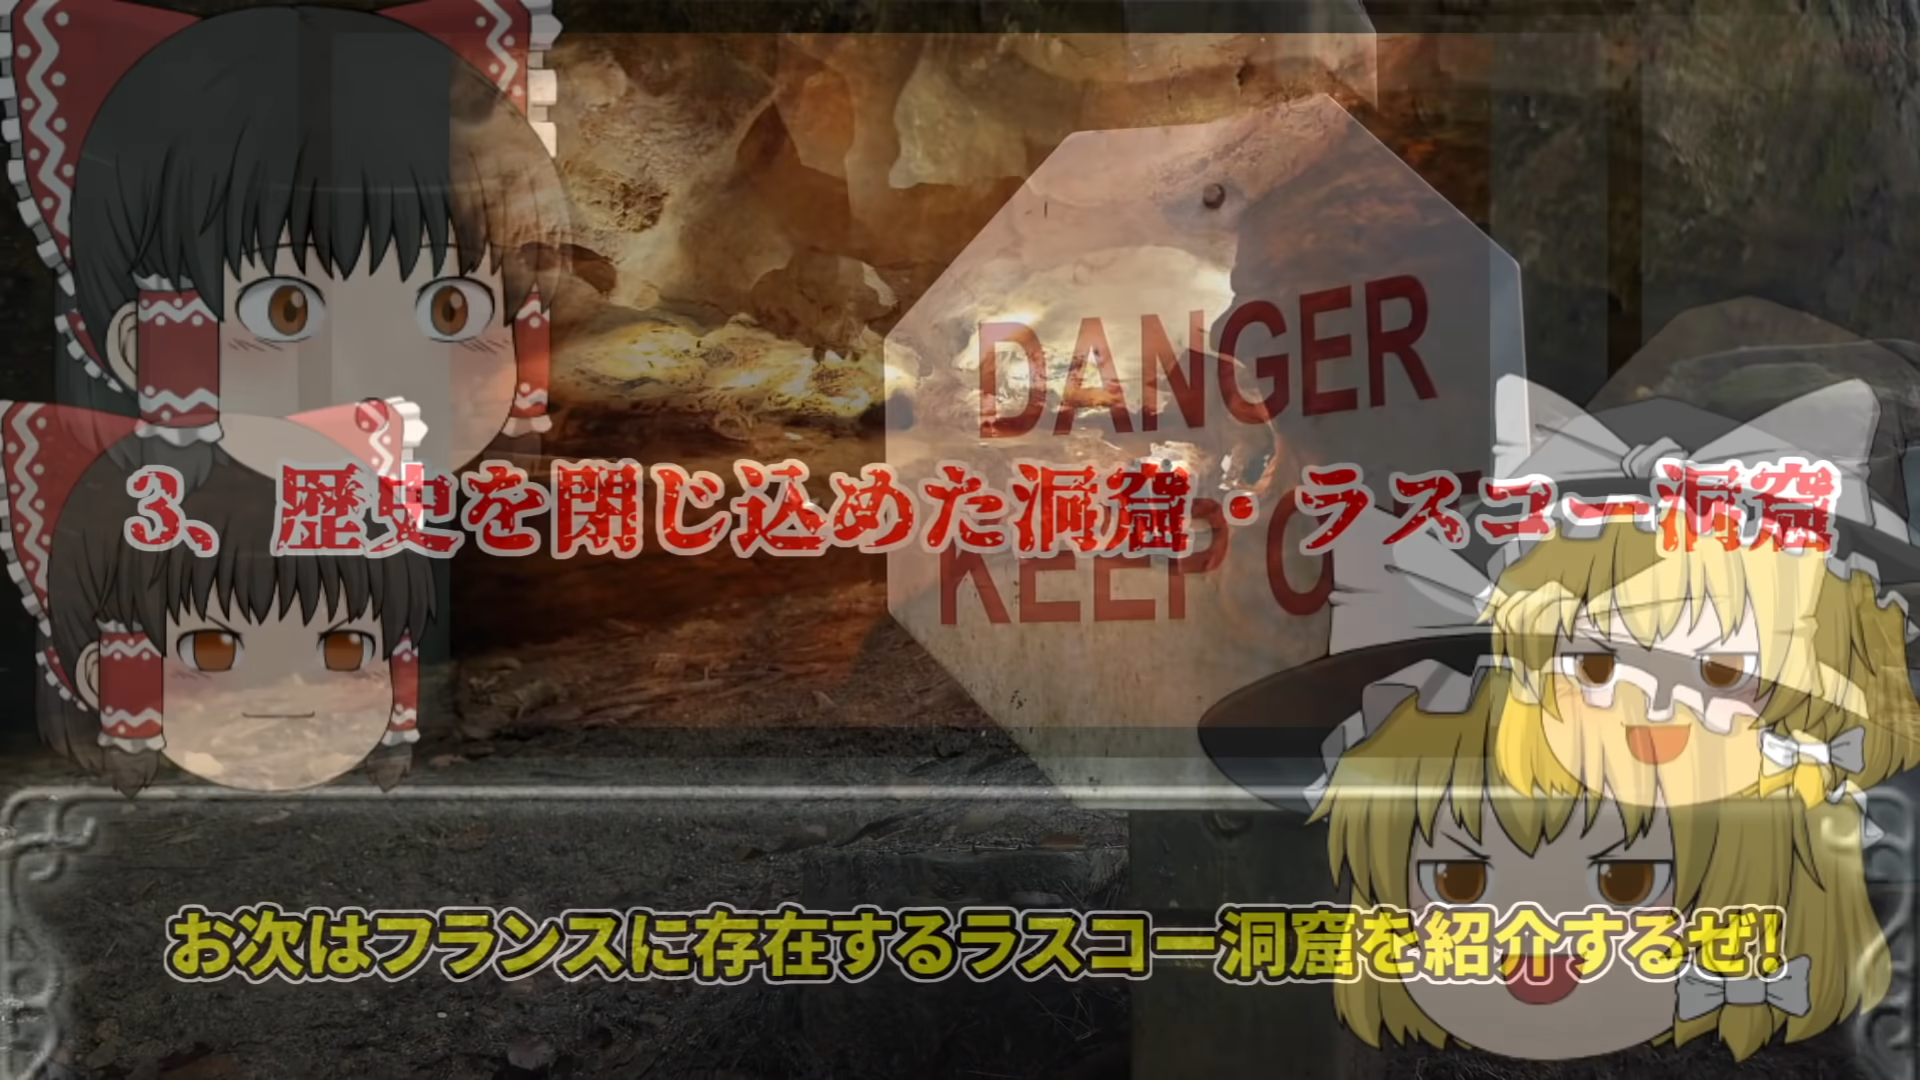 DANGER
3、歴史を閉じ込めた洞窟・ラスコー洞窟
KEEP O
お次はフランスに存在するラスコー洞窟を紹介するぜ!